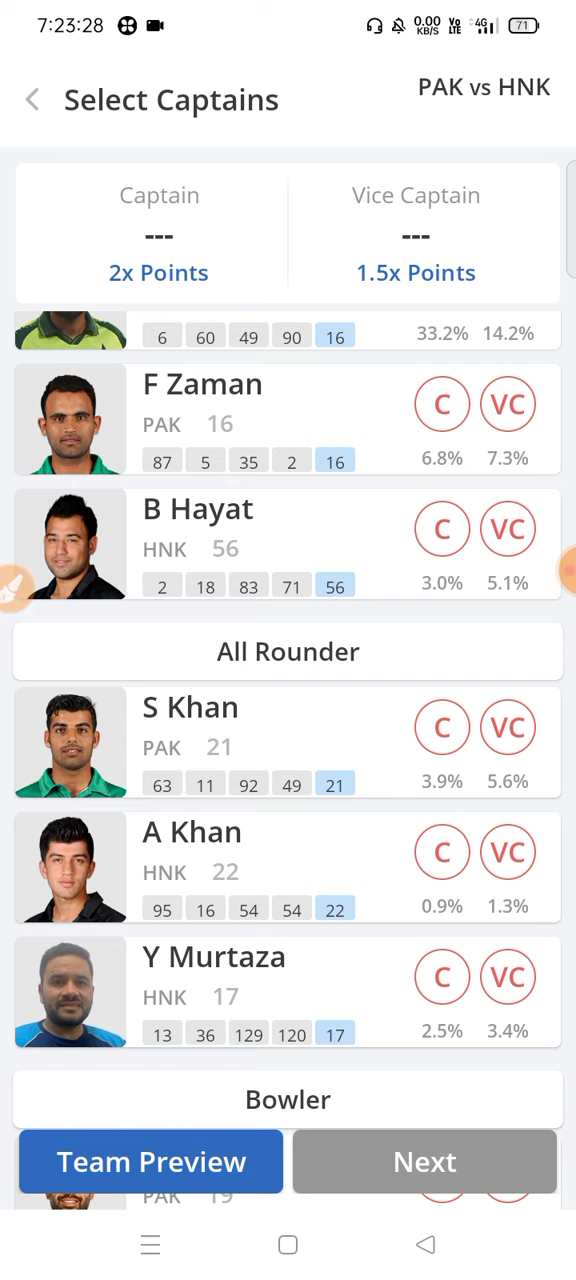 7:23:28 0.00 KB/S Vo LTE 4G 71
Select Captains PAK vs HNK
Captain Vice Captain
--- ---
2x Points 1.5x Points
6 60 49 90 16 33.2% 14.2%
F Zaman C VC
PAK 16
87 5 35 2 16 6.8% 7.3%
B Hayat C VC
HNK 56
2 18 83 71 56 3.0% 5.1%
All Rounder
S Khan C VC
PAK 21
63 11 92 49 21 3.9% 5.6%
A Khan C VC
HNK 22
95 16 54 54 22 0.9% 1.3%
Y Murtaza C VC
HNK 17
13 36 129 120 17 2.5% 3.4%
Bowler
Team Preview Next
PAK 19